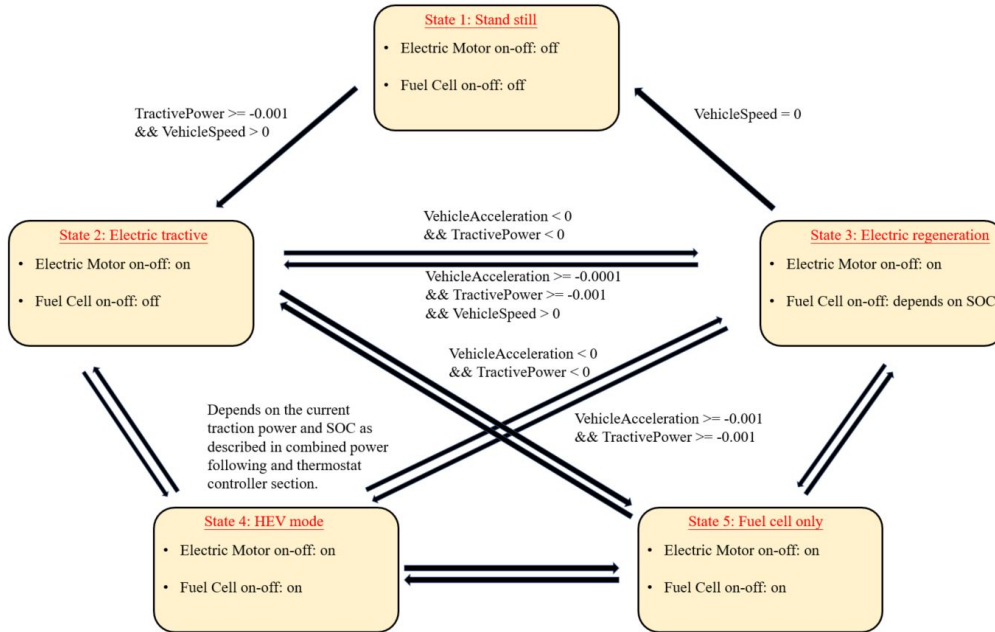 State 1: Stand still
• Electric Motor on-off: off
• Fuel Cell on-off: off
TractivePower >= -0.001
&& VehicleSpeed > 0
VehicleSpeed = 0
State 2: Electric tractive
• Electric Motor on-off: on
• Fuel Cell on-off: off
VehicleAcceleration < 0
&& TractivePower < 0
VehicleAcceleration >= -0.0001
&& TractivePower >= -0.001
&& VehicleSpeed > 0
State 3: Electric regeneration
• Electric Motor on-off: on
• Fuel Cell on-off: depends on SOC
VehicleAcceleration < 0
&& TractivePower < 0
VehicleAcceleration >= -0.001
&& TractivePower >= -0.001
Depends on the current
traction power and SOC as
described in combined power
following and thermostat
controller section.
State 4: HEV mode
• Electric Motor on-off: on
• Fuel Cell on-off: on
State 5: Fuel cell only
• Electric Motor on-off: on
• Fuel Cell on-off: on